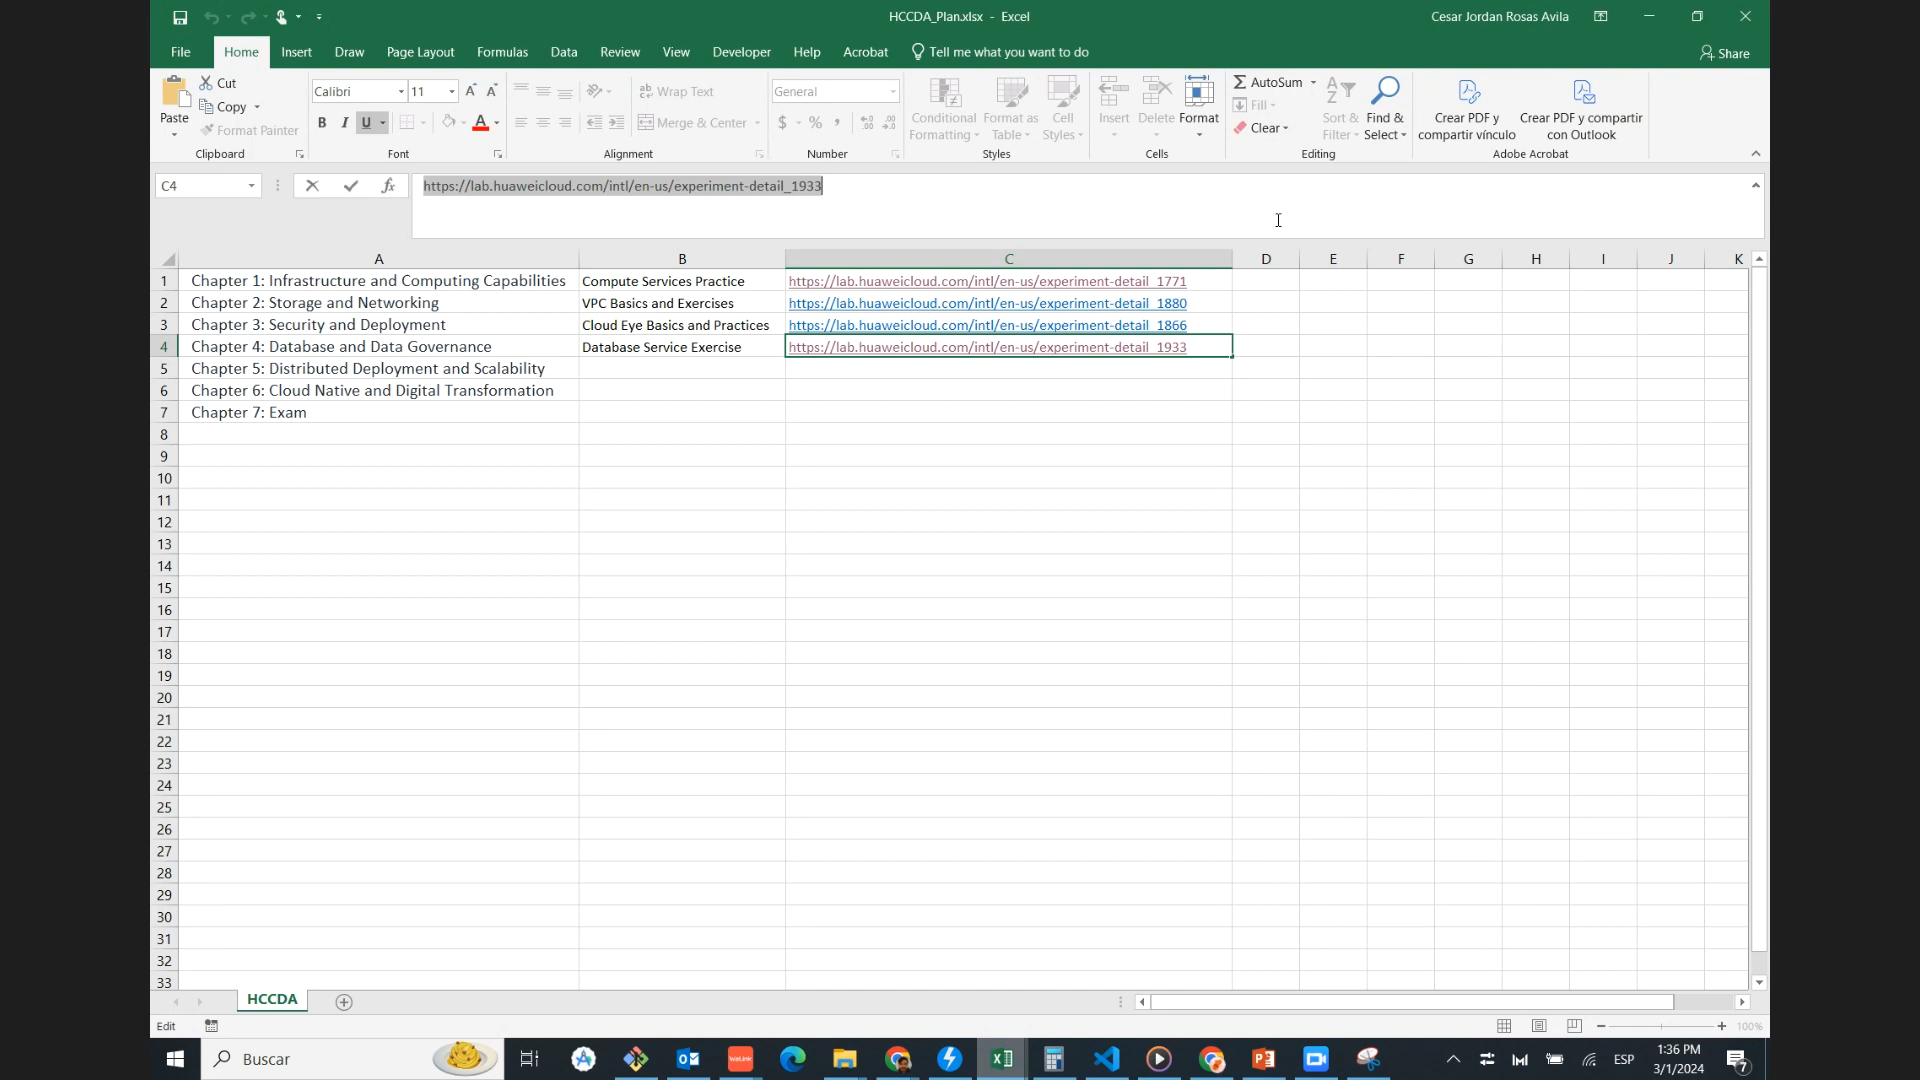 HCCDA_Plan.xlsx - Excel
Cesar Jordan Rosas Avila
File Home Insert Draw Page Layout Formulas Data Review View Developer Help Acrobat Tell me what you want to do Share
Paste
Cut
Copy
Format Painter
Clipboard
Calibri 11
B I U
Font
Wrap Text
Merge & Center
Alignment
General
$ % ,
Number
Conditional Formatting
Format as Table
Cell Styles
Styles
Insert Delete Format
Cells
AutoSum
Fill
Clear
Sort & Filter
Find & Select
Editing
Crear PDF y compartir vínculo
Crear PDF y compartir con Outlook
Adobe Acrobat
C4
fx
https://lab.huaweicloud.com/intl/en-us/experiment-detail_1933
A B C D E F G H I J K
1 Chapter 1: Infrastructure and Computing Capabilities Compute Services Practice https://lab.huaweicloud.com/intl/en-us/experiment-detail_1771
2 Chapter 2: Storage and Networking VPC Basics and Exercises https://lab.huaweicloud.com/intl/en-us/experiment-detail_1880
3 Chapter 3: Security and Deployment Cloud Eye Basics and Practices https://lab.huaweicloud.com/intl/en-us/experiment-detail_1866
4 Chapter 4: Database and Data Governance Database Service Exercise https://lab.huaweicloud.com/intl/en-us/experiment-detail_1933
5 Chapter 5: Distributed Deployment and Scalability
6 Chapter 6: Cloud Native and Digital Transformation
7 Chapter 7: Exam
8
9
10
11
12
13
14
15
16
17
18
19
20
21
22
23
24
25
26
27
28
29
30
31
32
33
HCCDA
Edit
100%
Buscar
ESP
1:36 PM
3/1/2024
7